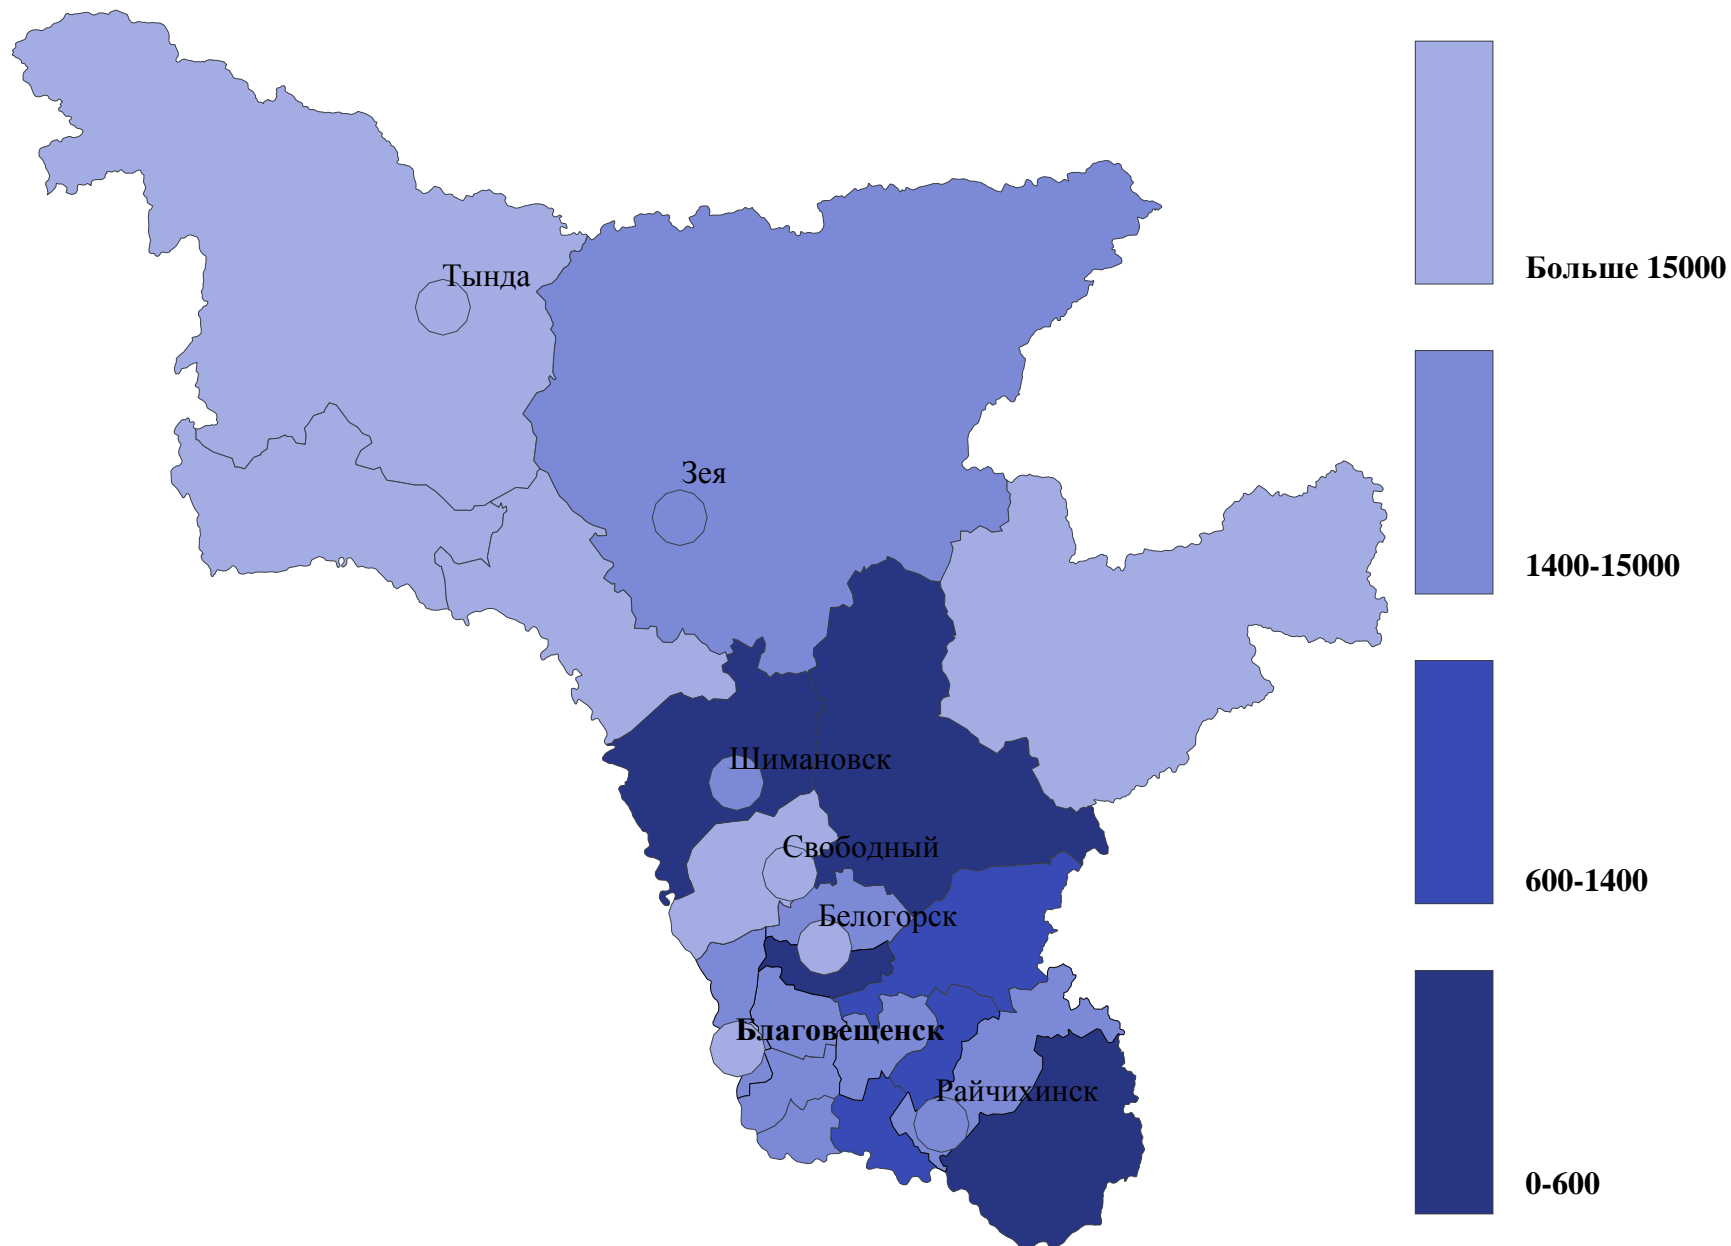 Больше 15000
Тында
Зея
1400-15000
Шимановск
Свободный
600-1400
Белогорск
Благовещенск
Райчихинск
0-600